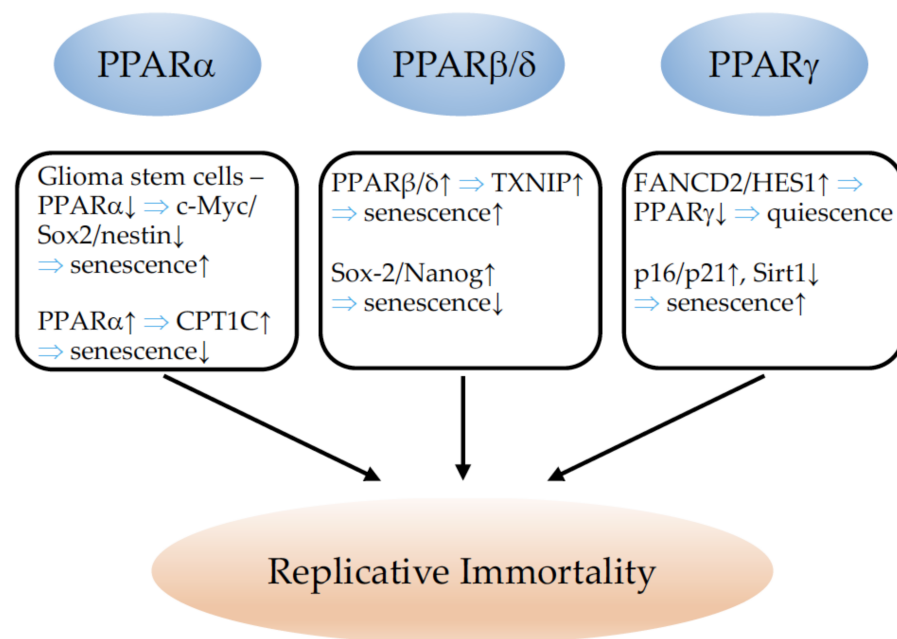 PPARα
PPARβ/δ
PPARγ
Glioma stem cells –
PPARα↓ ⇒ c-Myc/
Sox2/nestin↓
⇒ senescence↑
PPARα↑ ⇒ CPT1C↑
⇒ senescence↓
PPARβ/δ↑ ⇒ TXNIP↑
⇒ senescence↑
Sox-2/Nanog↑
⇒ senescence↓
FANCD2/HES1↑ ⇒
PPARγ↓ ⇒ quiescence
p16/p21↑, Sirt1↓
⇒ senescence↑
Replicative Immortality